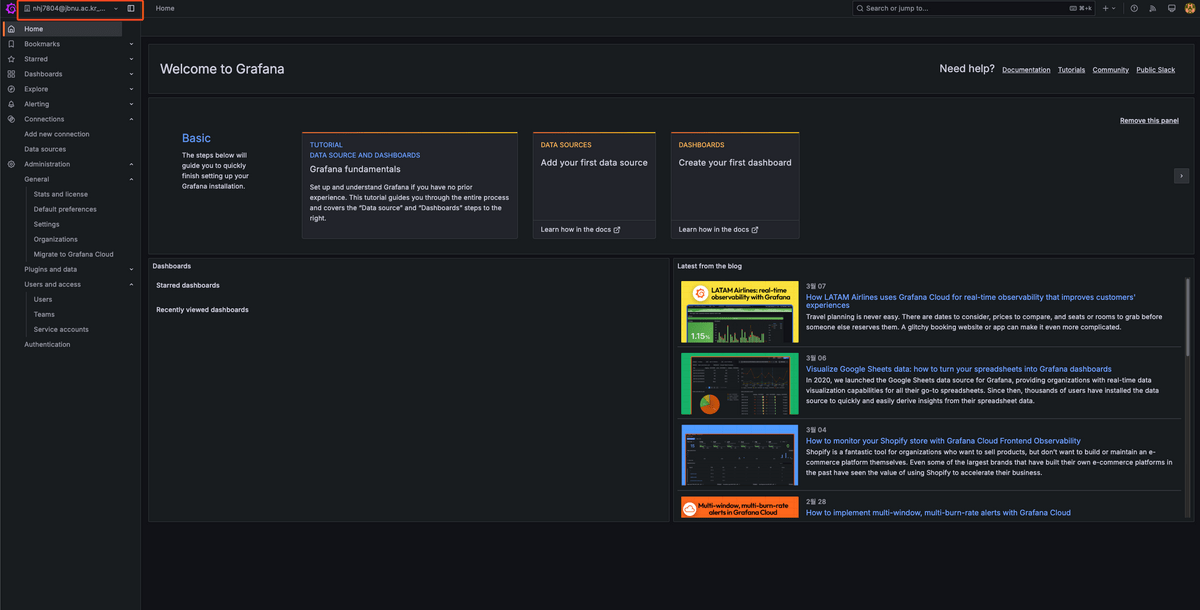 nhj7804@jbnu.ac.kr_...
Home
Search or jump to...
⌘+k
Home
Bookmarks
Starred
Dashboards
Explore
Alerting
Connections
Add new connection
Data sources
Administration
General
Stats and license
Default preferences
Settings
Organizations
Migrate to Grafana Cloud
Plugins and data
Users and access
Users
Teams
Service accounts
Authentication
Welcome to Grafana
Need help?
Documentation
Tutorials
Community
Public Slack
Remove this panel
Basic
The steps below will
guide you to quickly
finish setting up your
Grafana installation.
TUTORIAL
DATA SOURCE AND DASHBOARDS
Grafana fundamentals
Set up and understand Grafana if you have no prior
experience. This tutorial guides you through the entire process
and covers the “Data source” and “Dashboards” steps to the
right.
DATA SOURCES
Add your first data source
Learn how in the docs
DASHBOARDS
Create your first dashboard
Learn how in the docs
Dashboards
Starred dashboards
Recently viewed dashboards
Latest from the blog
LATAM Airlines: real-time
observability with Grafana
1.15%
3월 07
How LATAM Airlines uses Grafana Cloud for real-time observability that improves customers’
experiences
Travel planning is never easy. There are dates to consider, prices to compare, and seats or rooms to grab before
someone else reserves them. A glitchy booking website or app can make it even more complicated.
3월 06
Visualize Google Sheets data: how to turn your spreadsheets into Grafana dashboards
In 2020, we launched the Google Sheets data source for Grafana, providing organizations with real-time data
visualization capabilities for all their go-to spreadsheets. Since then, thousands of users have installed the data
source to quickly and easily derive insights from their spreadsheet data.
3월 04
How to monitor your Shopify store with Grafana Cloud Frontend Observability
Shopify is a fantastic tool for organizations who want to sell products, but don’t want to build or maintain an e-
commerce platform themselves. Even some of the largest brands that have built their own e-commerce platforms in
the past have seen the value of using Shopify to accelerate their business.
Multi-window, multi-burn-rate
alerts in Grafana Cloud
2월 28
How to implement multi-window, multi-burn-rate alerts with Grafana Cloud